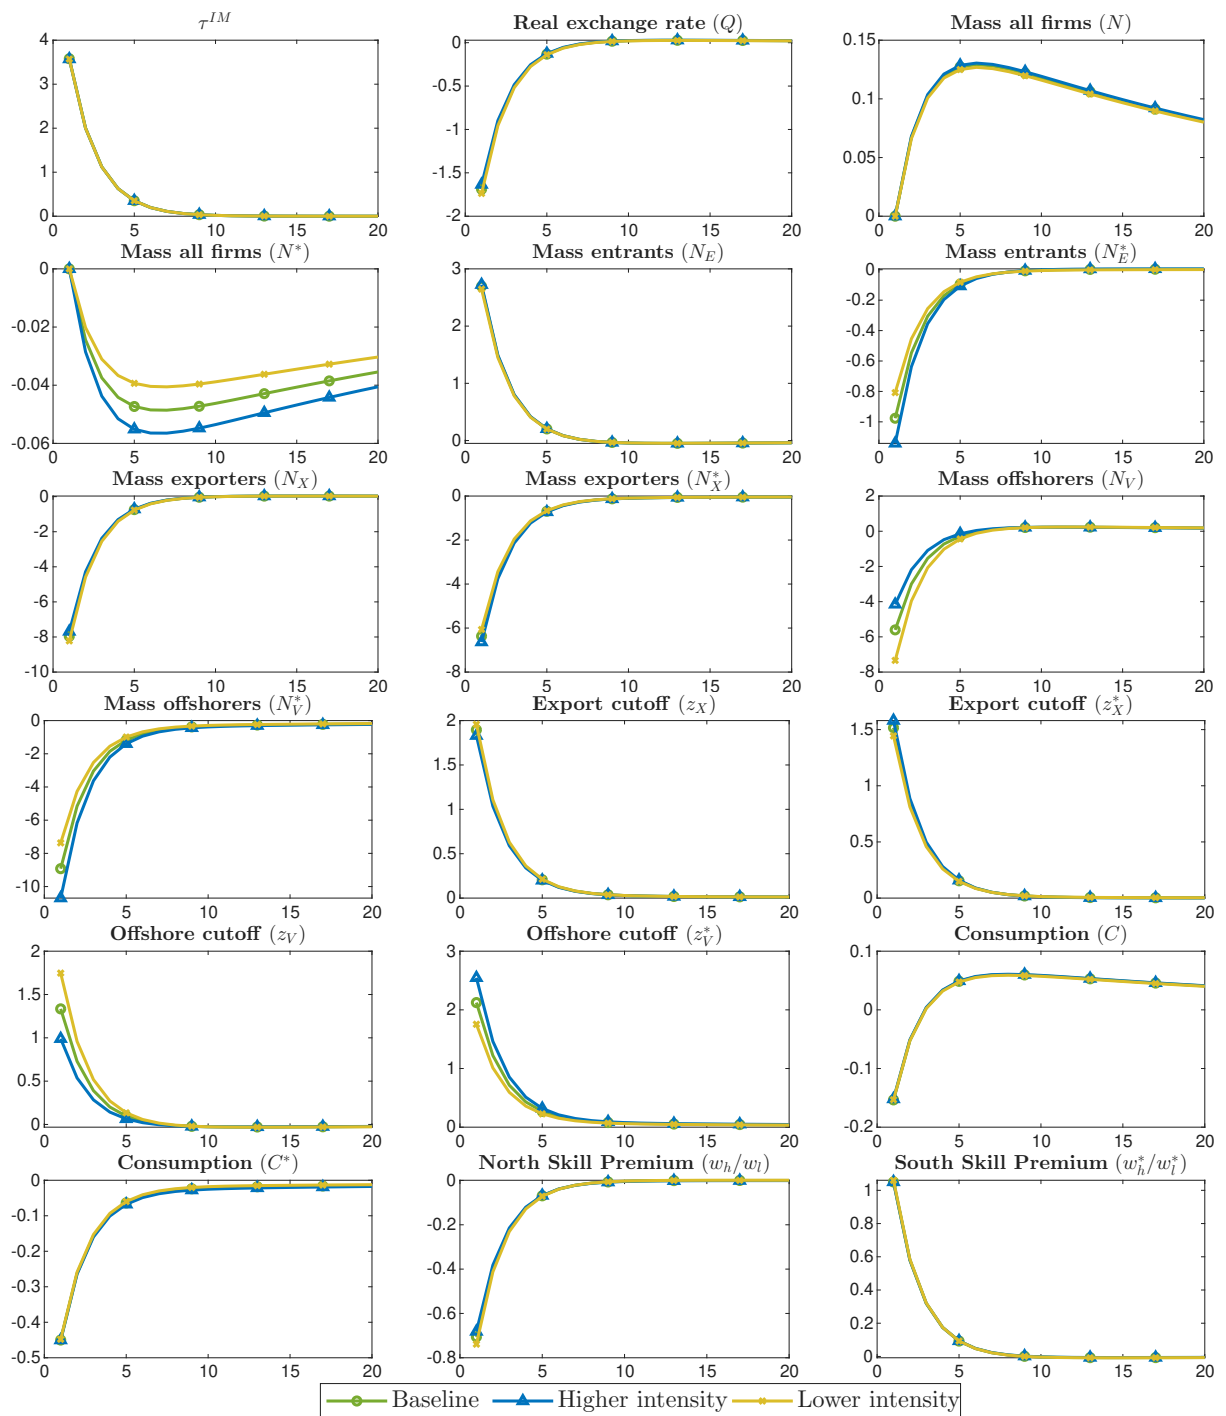 τ^{IM} Real exchange rate (Q) Mass all firms (N)
4 0 0.15
3 -0.5 0.1
2 -1 0.05
1 -1.5 0
0 -2
0 5 10 15 20 0 5 10 15 20 0 5 10 15 20
Mass all firms (N*) Mass entrants (N_E) Mass entrants (N_E^*)
0 3 0
-0.02 2 -0.2
-0.04 1 -0.4
-0.06 0 -0.6
-0.8
-1
0 5 10 15 20 0 5 10 15 20 0 5 10 15 20
Mass exporters (N_X) Mass exporters (N_X^*) Mass offshorers (N_V)
0 0 2
-2 -2 0
-4 -4 -2
-6 -6 -4
-8 -8 -6
-10 -8
0 5 10 15 20 0 5 10 15 20 0 5 10 15 20
Mass offshorers (N_V^*) Export cutoff (z_X) Export cutoff (z_X^*)
0 2 1.5
-2 1.5 1
-4 1 0.5
-6 0.5 0
-8 0
-10
0 5 10 15 20 0 5 10 15 20 0 5 10 15 20
Offshore cutoff (z_V) Offshore cutoff (z_V^*) Consumption (C)
2 3 0.1
1.5 2 0
1 1 -0.1
0.5 0 -0.2
0
0 5 10 15 20 0 5 10 15 20 0 5 10 15 20
Consumption (C*) North Skill Premium (w_h/w_l) South Skill Premium (w_h^*/w_l^*)
0 0 1
-0.1 -0.2 0.8
-0.2 -0.4 0.6
-0.3 -0.6 0.4
-0.4 -0.8 0.2
-0.5 0
0 5 10 15 20 0 5 10 15 20 0 5 10 15 20
Baseline Higher intensity Lower intensity